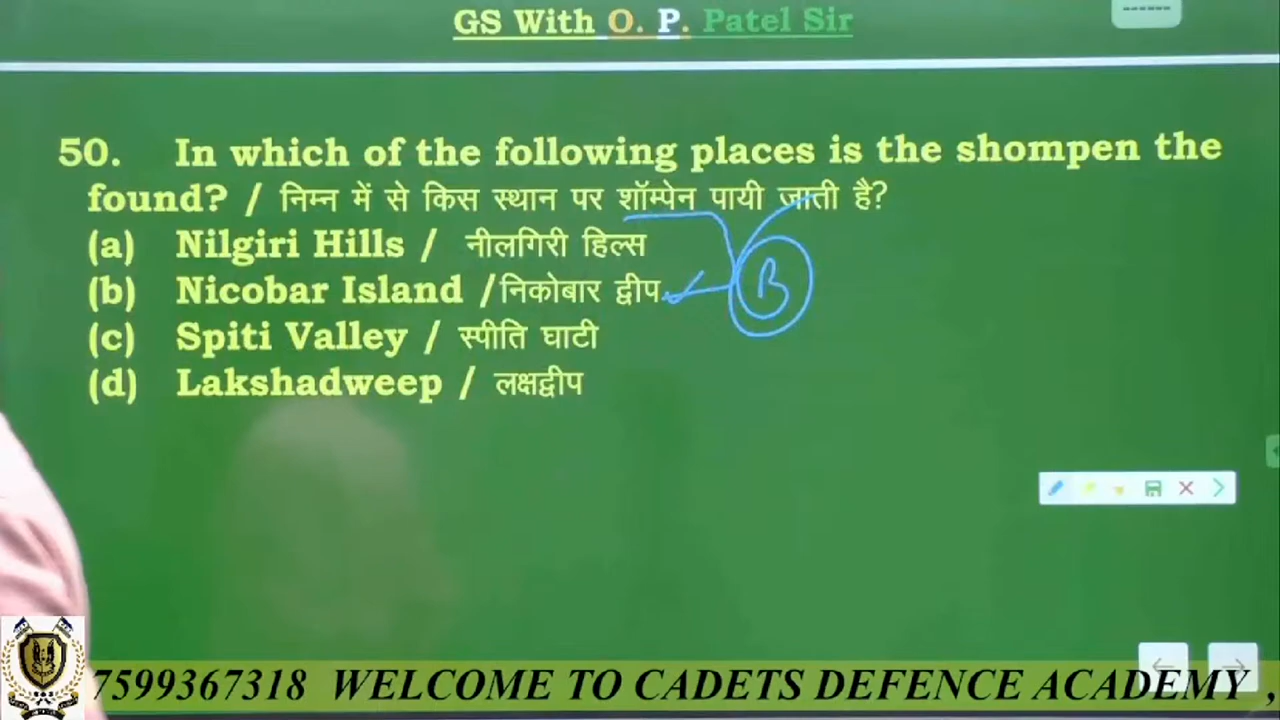 GS With O. P. Patel Sir
------
50. In which of the following places is the shompen the
found? / निम्न में से किस स्थान पर शॉम्पेन पायी जाती है?
(a) Nilgiri Hills / नीलगिरी हिल्स
(b) Nicobar Island /निकोबार द्वीप
B
(c) Spiti Valley / स्पीति घाटी
(d) Lakshadweep / लक्षद्वीप
7599367318 WELCOME TO CADETS DEFENCE ACADEMY ,